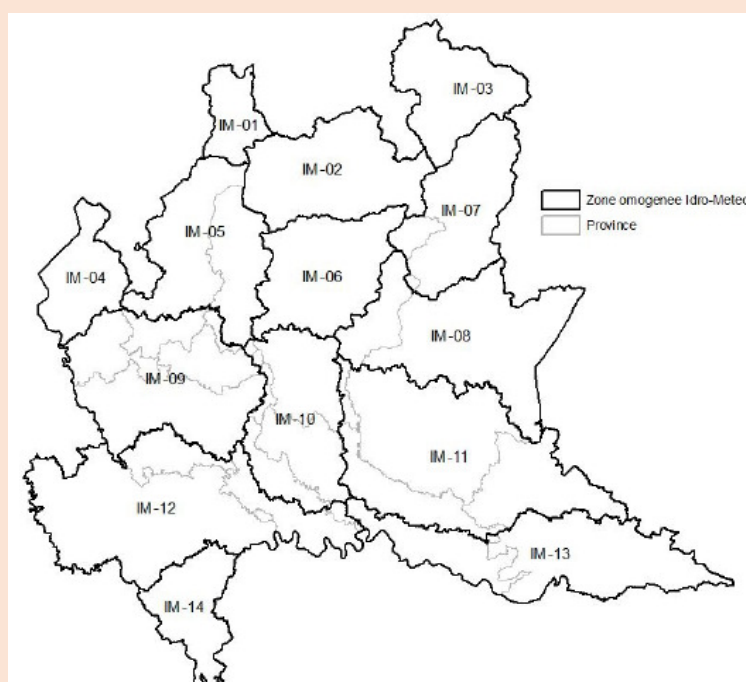 IM-03
IM-01
IM-02
IM-07
Zone omogenee Idro-Meteo
Province
IM-05
IM-04
IM-06
IM-08
IM-09
IM-10
IM-11
IM-12
IM-13
IM-14